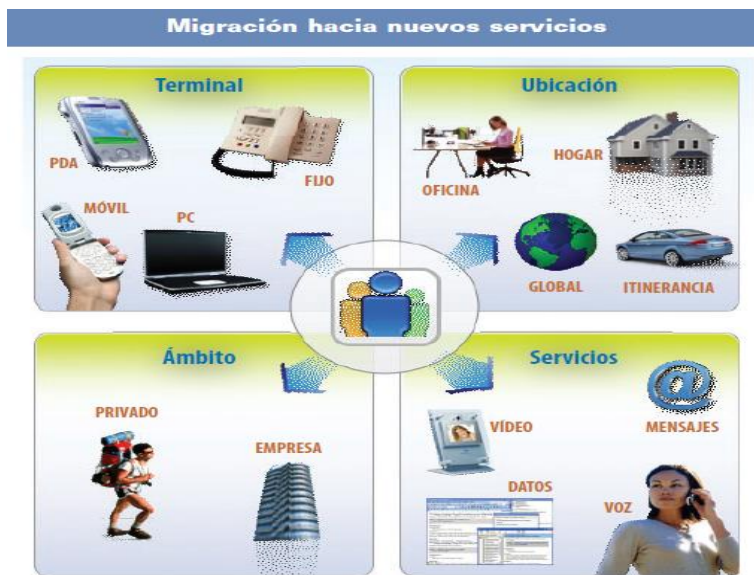 Migración hacia nuevos servicios
Terminal
PDA
FIJO
MÓVIL
PC
Ubicación
OFICINA
HOGAR
GLOBAL
ITINERANCIA
Ámbito
PRIVADO
EMPRESA
Servicios
VÍDEO
MENSAJES
DATOS
VOZ